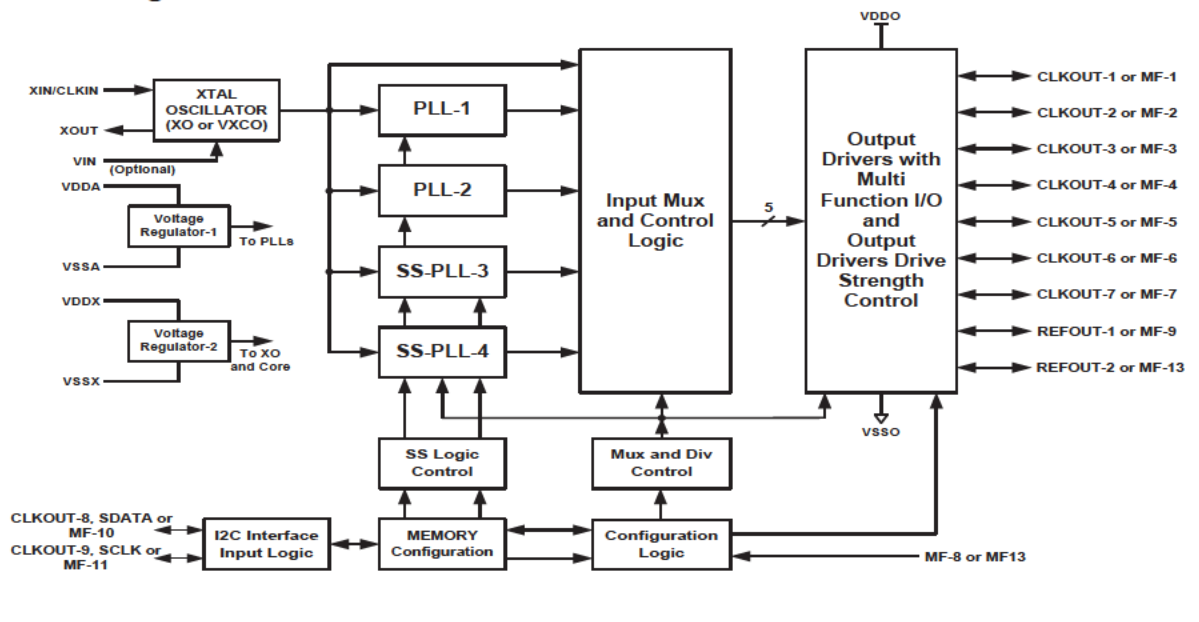 VDDO
XIN/CLKIN
XOUT
VIN
(Optional)
XTAL
OSCILLATOR
(XO or VXCO)
VDDA
Voltage
Regulator-1
To PLLs
VSSA
VDDX
Voltage
Regulator-2
To XO
and Core
VSSX
PLL-1
PLL-2
SS-PLL-3
SS-PLL-4
Input Mux
and Control
Logic
5
Output
Drivers with
Multi
Function I/O
and
Output
Drivers Drive
Strength
Control
CLKOUT-1 or MF-1
CLKOUT-2 or MF-2
CLKOUT-3 or MF-3
CLKOUT-4 or MF-4
CLKOUT-5 or MF-5
CLKOUT-6 or MF-6
CLKOUT-7 or MF-7
REFOUT-1 or MF-9
REFOUT-2 or MF-13
VSSO
SS Logic
Control
Mux and Div
Control
CLKOUT-8, SDATA or
MF-10
CLKOUT-9, SCLK or
MF-11
I2C Interface
Input Logic
MEMORY
Configuration
Configuration
Logic
MF-8 or MF13